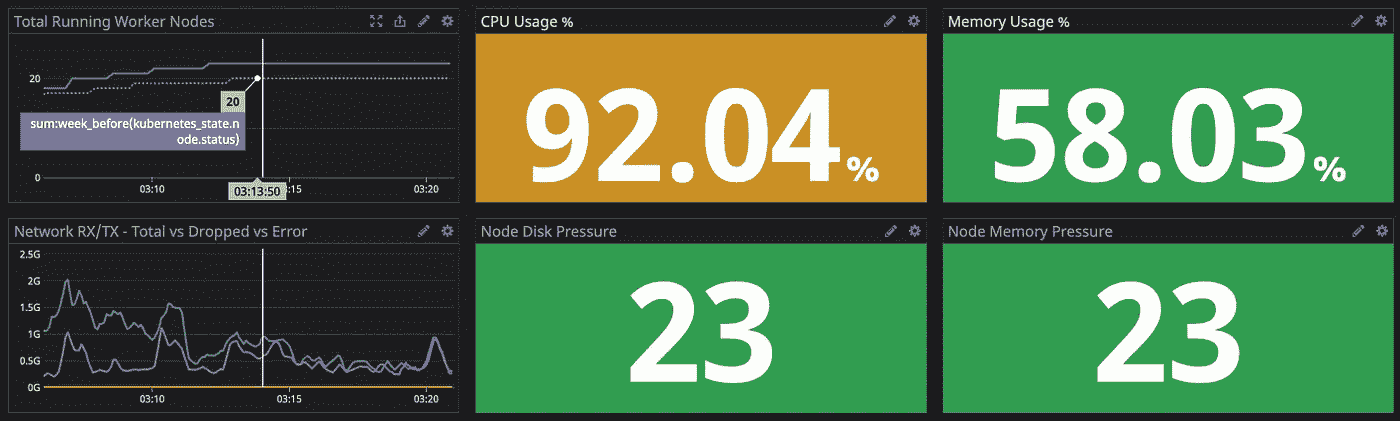 Total Running Worker Nodes
20
20
sum:week_before(kubernetes_state.n
ode.status)
0
03:10
03:13:50
:15
03:20
CPU Usage %
92.04%
Memory Usage %
58.03%
Network RX/TX - Total vs Dropped vs Error
2.5G
2G
1.5G
1G
0.5G
0G
03:10
03:15
03:20
Node Disk Pressure
23
Node Memory Pressure
23